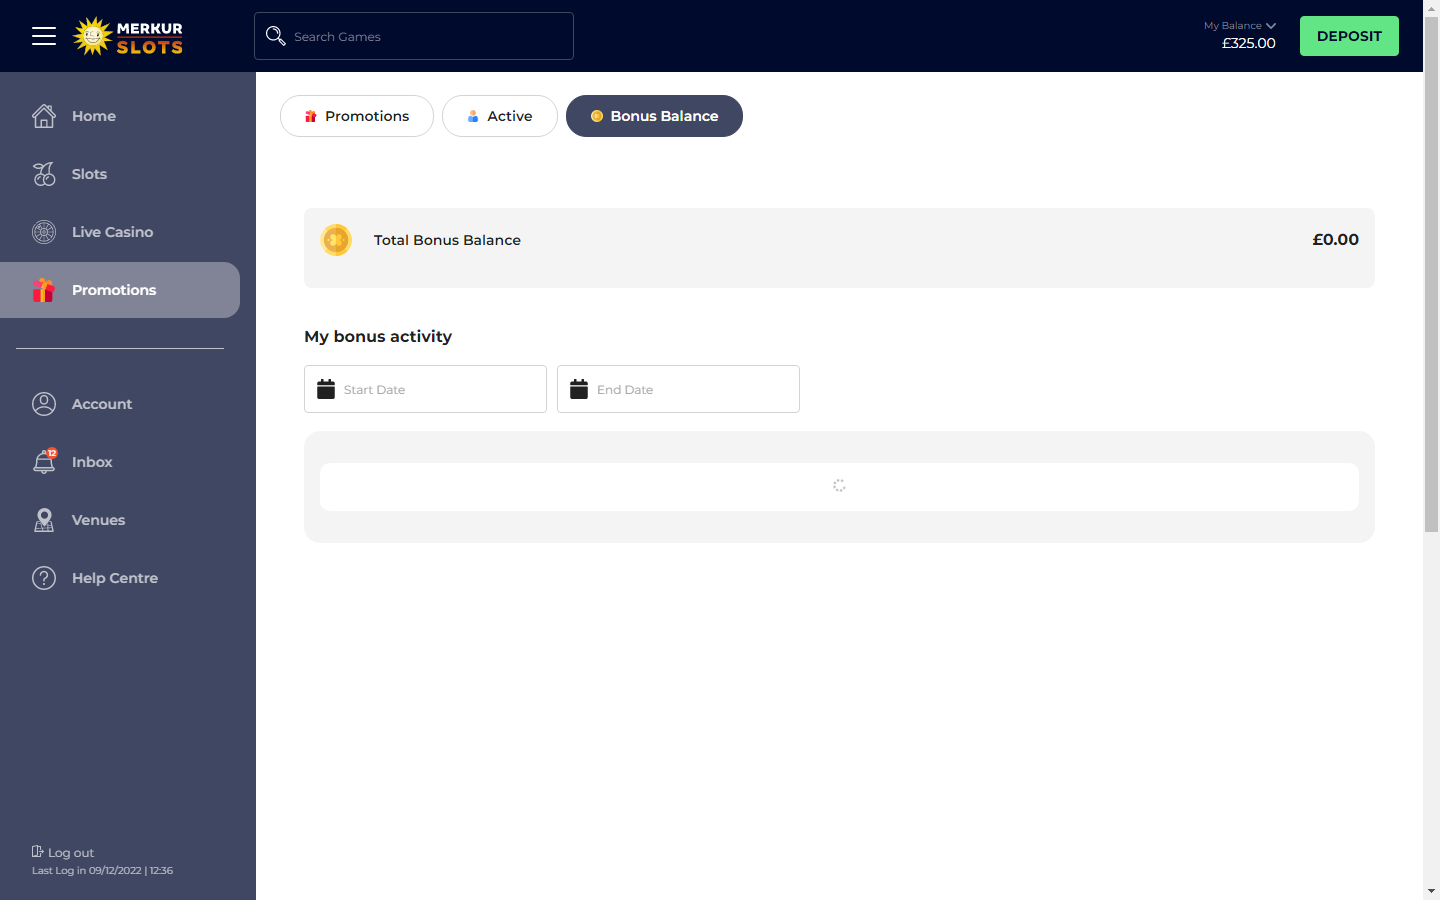 MERKUR
SLOTS
Search Games
My Balance
£325.00
DEPOSIT
Home
Slots
Live Casino
Promotions
Account
12
Inbox
Venues
Help Centre
Log out
Last Log in 09/12/2022 | 12:36
Promotions
Active
Bonus Balance
Total Bonus Balance
£0.00
My bonus activity
Start Date
End Date